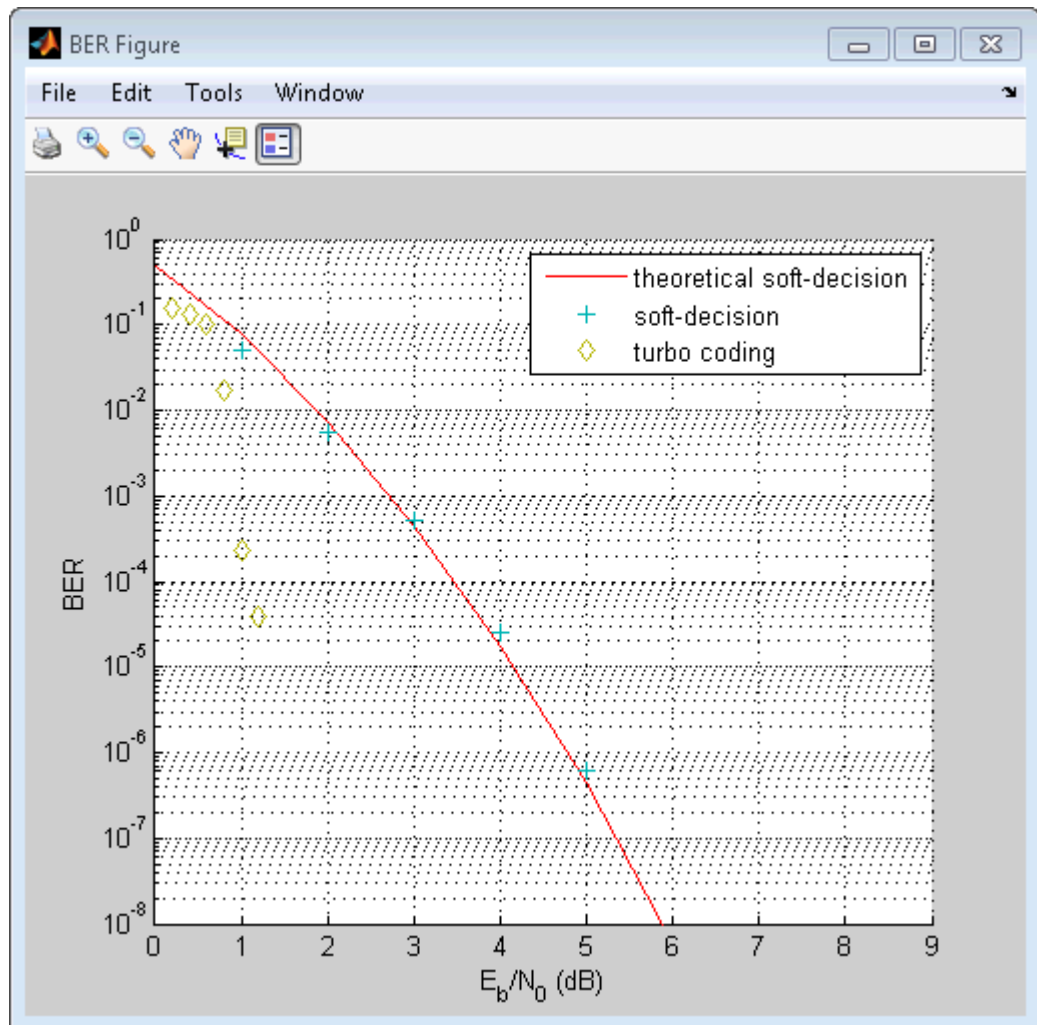 BER Figure
File Edit Tools Window
10^0
10^-1
10^-2
10^-3
10^-4
10^-5
10^-6
10^-7
10^-8
BER
theoretical soft-decision
soft-decision
turbo coding
0 1 2 3 4 5 6 7 8 9
E_b/N_0 (dB)